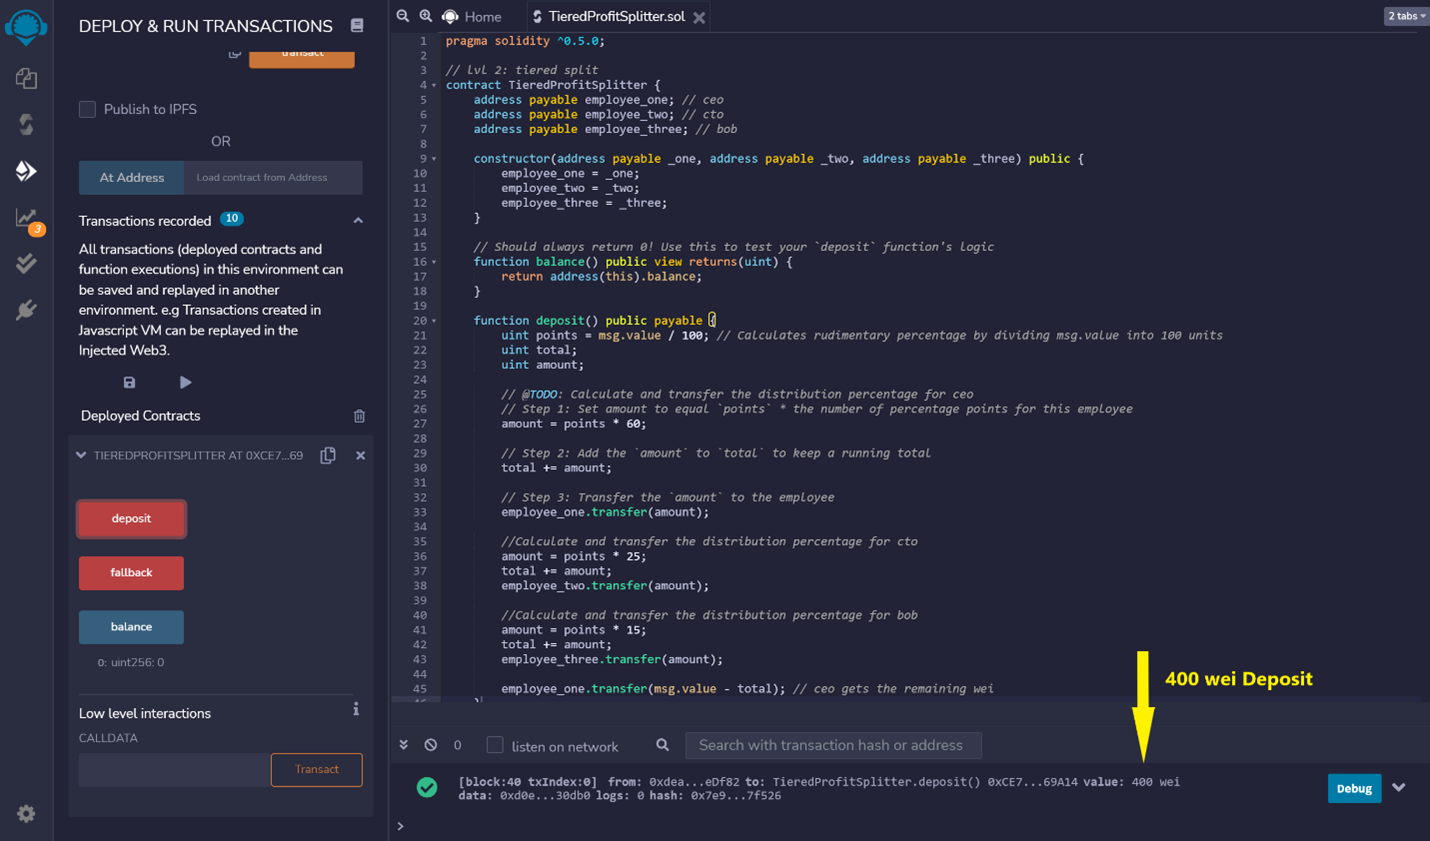 DEPLOY & RUN TRANSACTIONS
transact
Publish to IPFS
OR
At Address
Load contract from Address
Transactions recorded 10
All transactions (deployed contracts and
function executions) in this environment can
be saved and replayed in another
environment. e.g Transactions created in
Javascript VM can be replayed in the
Injected Web3.
Deployed Contracts
TIEREDPROFITSPLITTER AT 0XCE7...69
deposit
fallback
balance
0: uint256: 0
Low level interactions
i
CALLDATA
Transact
3
Home
TieredProfitSplitter.sol
2 tabs
1 pragma solidity ^0.5.0;
2
3 // lvl 2: tiered split
4 contract TieredProfitSplitter {
5 address payable employee_one; // ceo
6 address payable employee_two; // cto
7 address payable employee_three; // bob
8
9 constructor(address payable _one, address payable _two, address payable _three) public {
10 employee_one = _one;
11 employee_two = _two;
12 employee_three = _three;
13 }
14
15 // Should always return 0! Use this to test your `deposit` function's logic
16 function balance() public view returns(uint) {
17 return address(this).balance;
18 }
19
20 function deposit() public payable {
21 uint points = msg.value / 100; // Calculates rudimentary percentage by dividing msg.value into 100 units
22 uint total;
23 uint amount;
24
25 // @TODO: Calculate and transfer the distribution percentage for ceo
26 // Step 1: Set amount to equal `points` * the number of percentage points for this employee
27 amount = points * 60;
28
29 // Step 2: Add the `amount` to `total` to keep a running total
30 total += amount;
31
32 // Step 3: Transfer the `amount` to the employee
33 employee_one.transfer(amount);
34
35 //Calculate and transfer the distribution percentage for cto
36 amount = points * 25;
37 total += amount;
38 employee_two.transfer(amount);
39
40 //Calculate and transfer the distribution percentage for bob
41 amount = points * 15;
42 total += amount;
43 employee_three.transfer(amount);
44
45 employee_one.transfer(msg.value - total); // ceo gets the remaining wei
400 wei Deposit
0
listen on network
Search with transaction hash or address
[block:40 txIndex:0] from: 0xdea...eDf82 to: TieredProfitSplitter.deposit() 0xCE7...69A14 value: 400 wei
data: 0xd0e...30db0 logs: 0 hash: 0x7e9...7f526
Debug
>